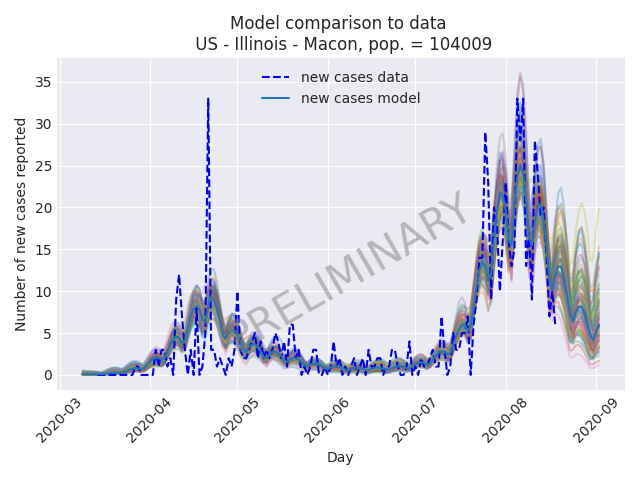 Model comparison to data
US - Illinois - Macon, pop. = 104009
new cases data
new cases model
Number of new cases reported
35
30
25
20
15
10
5
0
PRELIMINARY
2020-03
2020-04
2020-05
2020-06
2020-07
2020-08
2020-09
Day